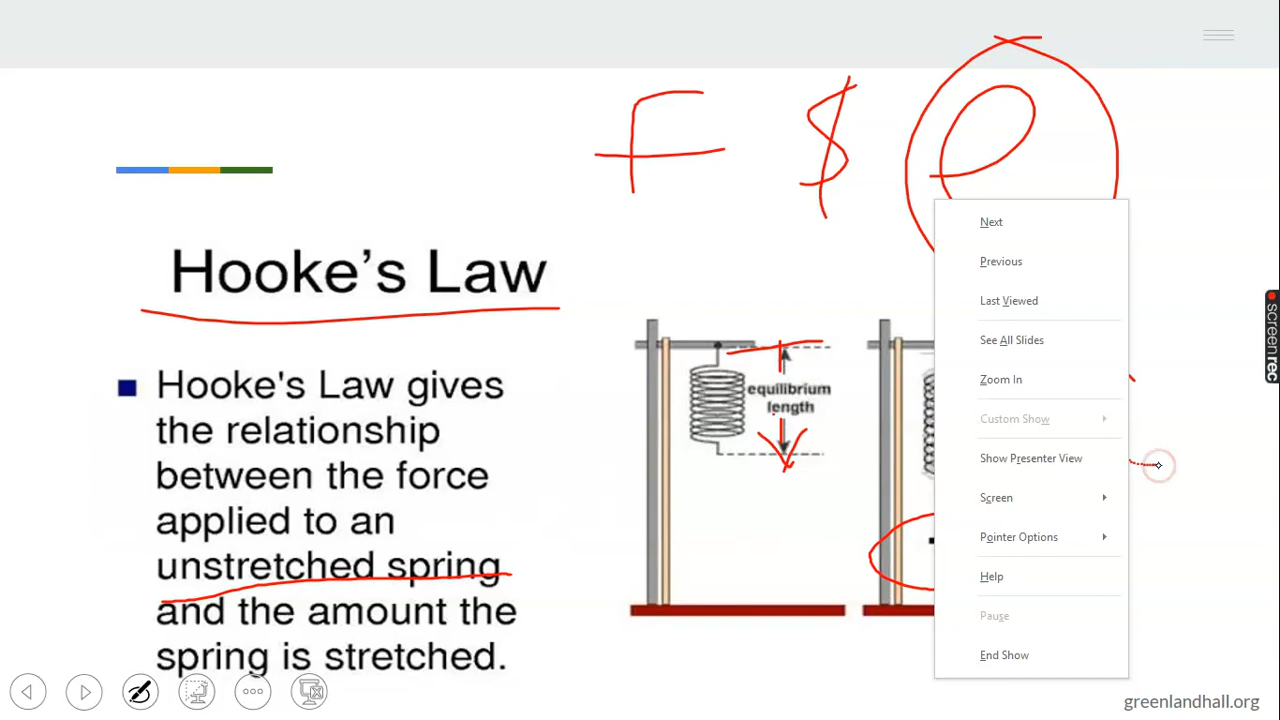 F $ e
Hooke's Law
Hooke's Law gives
the relationship
between the force
applied to an
unstretched spring
and the amount the
spring is stretched.
equilibrium
length
Next
Previous
Last Viewed
See All Slides
Zoom In
Custom Show
Show Presenter View
Screen
Pointer Options
Help
Pause
End Show
screenrec
greenlandhall.org